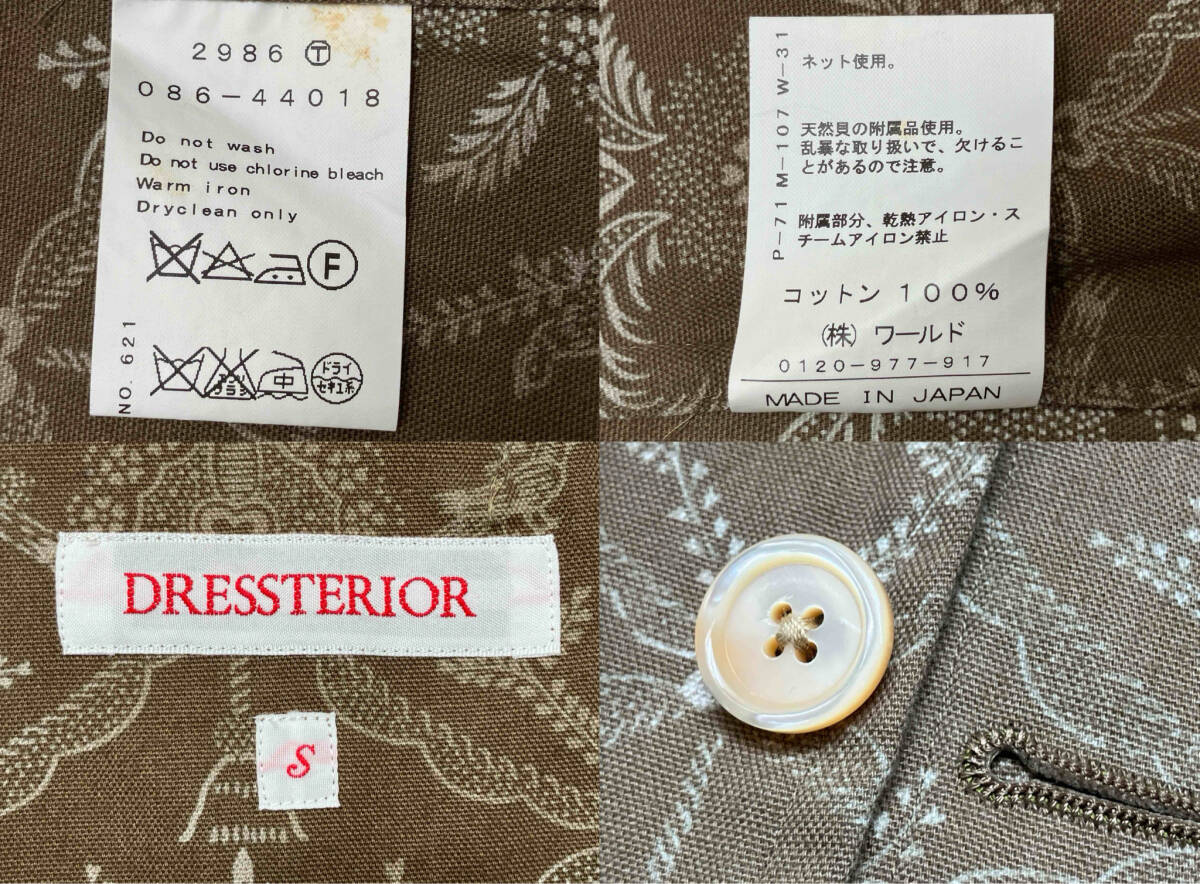 2986 Ⓣ
086-44018
Do not wash
Do not use chlorine bleach
Warm iron
Dryclean only
F
NO. 621
中
ドライ
セキユ系
P-71 M-107 W-31
ネット使用。
天然貝の附属品使用。
乱暴な取り扱いで、欠けるこ
とがあるので注意。
附属部分、乾熱アイロン・ス
チームアイロン禁止
コットン 100%
(株) ワールド
0120-977-917
MADE IN JAPAN
DRESSTERIOR
S